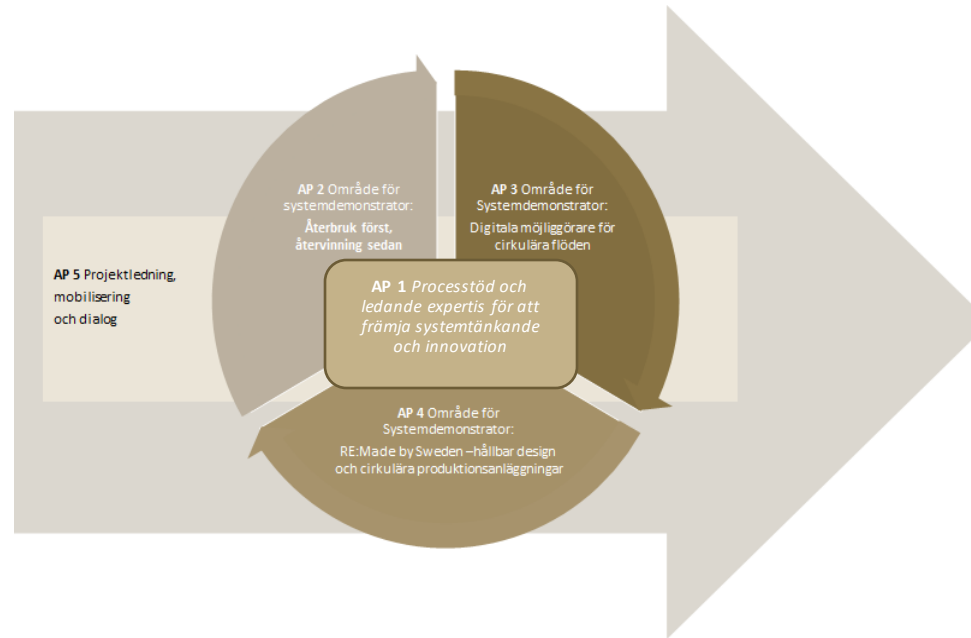 AP 2 Område för
systemdemonstrator:
Återbruk först,
återvinning sedan
AP 3 Område för
Systemdemonstrator:
Digitala möjliggörare för
cirkulära flöden
AP 5 Projektledning,
mobilisering
och dialog
AP 1 Processtöd och
ledande expertis för att
främja systemtänkande
och innovation
AP 4 Område för
Systemdemonstrator:
RE:Made by Sweden –hållbar design
och cirkulära produktionsanläggningar